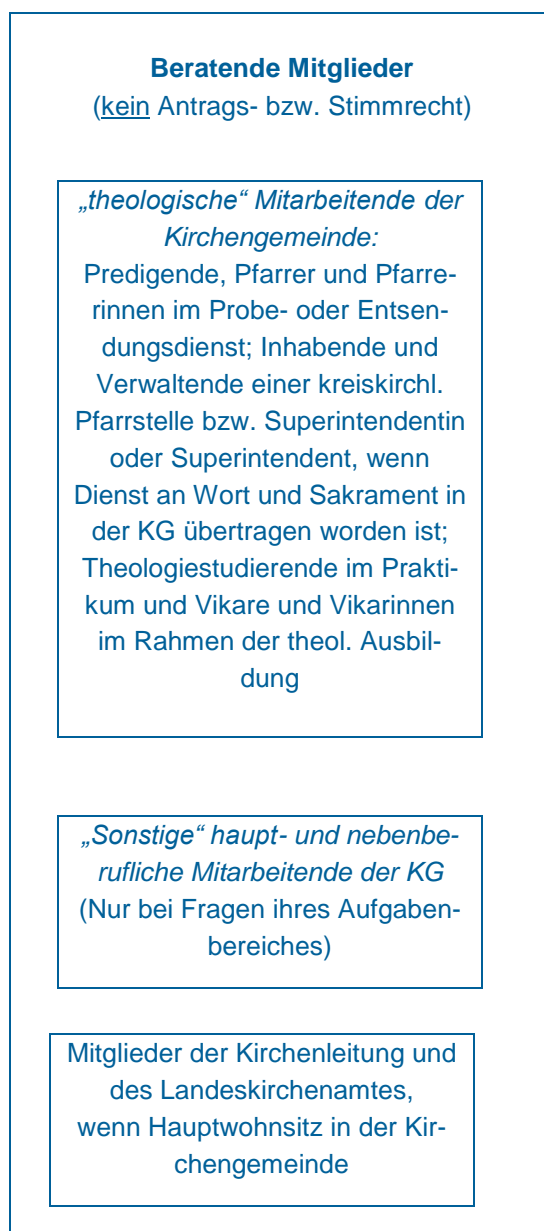 Beratende Mitglieder
(kein Antrags- bzw. Stimmrecht)
„theologische“ Mitarbeitende der
Kirchengemeinde:
Predigende, Pfarrer und Pfarre-
rinnen im Probe- oder Entsen-
dungsdienst; Inhabende und
Verwaltende einer kreiskirchl.
Pfarrstelle bzw. Superintendentin
oder Superintendent, wenn
Dienst an Wort und Sakrament in
der KG übertragen worden ist;
Theologiestudierende im Prakti-
kum und Vikare und Vikarinnen
im Rahmen der theol. Ausbil-
dung
„Sonstige“ haupt- und nebenbe-
rufliche Mitarbeitende der KG
(Nur bei Fragen ihres Aufgaben-
bereiches)
Mitglieder der Kirchenleitung und
des Landeskirchenamtes,
wenn Hauptwohnsitz in der Kir-
chengemeinde